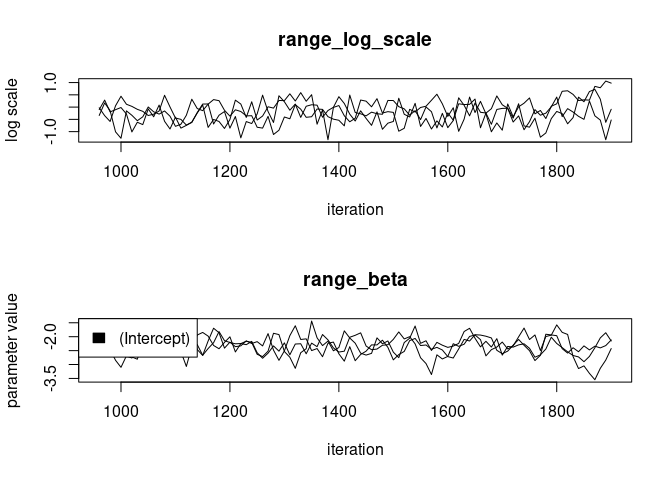 range_log_scale
log scale
1.0
-1.0
1000 1200 1400 1600 1800
iteration
range_beta
parameter value
-2.0
-3.5
(Intercept)
1000 1200 1400 1600 1800
iteration